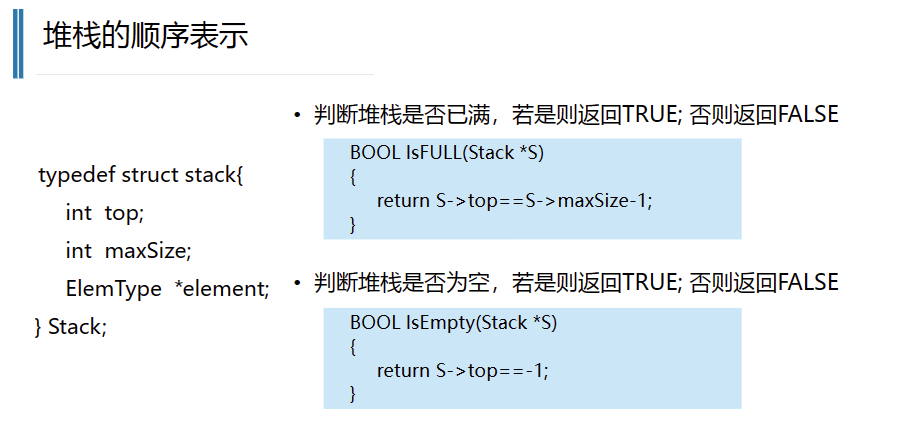 堆栈的顺序表示
typedef struct stack{
int top;
int maxSize;
ElemType *element;
} Stack;
• 判断堆栈是否已满，若是则返回TRUE; 否则返回FALSE
BOOL IsFULL(Stack *S)
{
return S->top==S->maxSize-1;
}
• 判断堆栈是否为空，若是则返回TRUE; 否则返回FALSE
BOOL IsEmpty(Stack *S)
{
return S->top==-1;
}